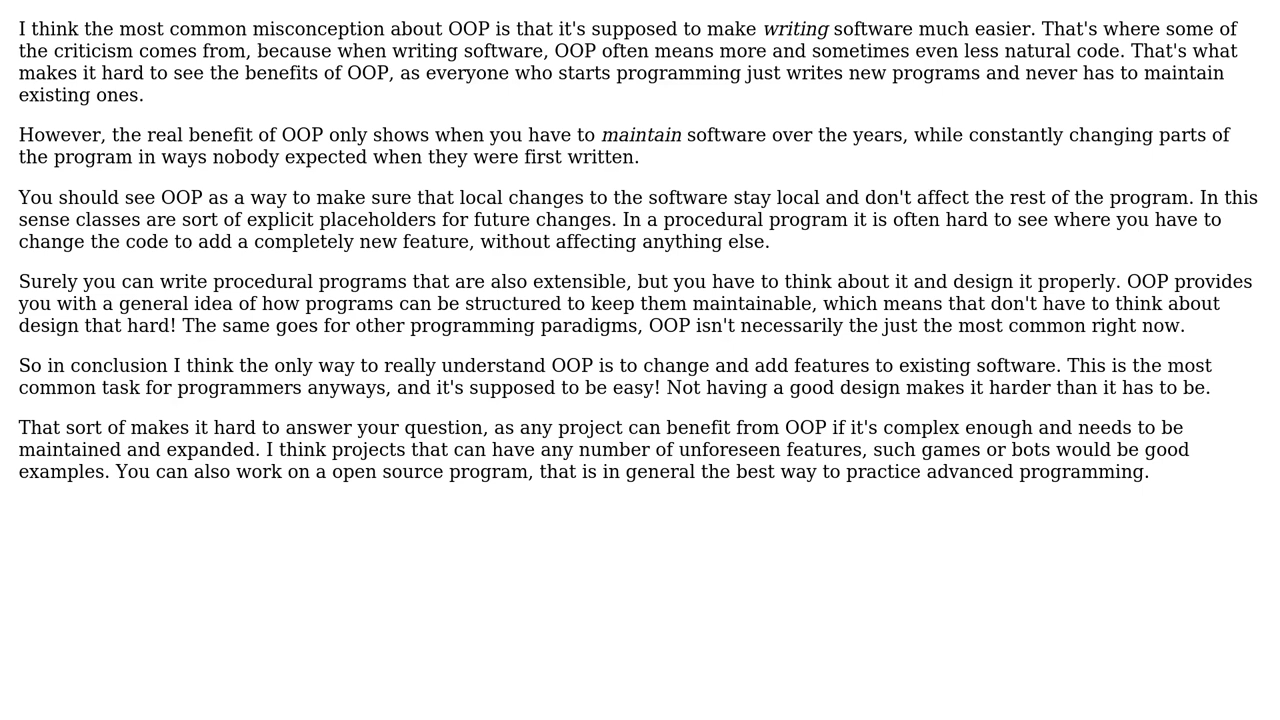 I think the most common misconception about OOP is that it's supposed to make writing software much easier. That's where some of
the criticism comes from, because when writing software, OOP often means more and sometimes even less natural code. That's what
makes it hard to see the benefits of OOP, as everyone who starts programming just writes new programs and never has to maintain
existing ones.
However, the real benefit of OOP only shows when you have to maintain software over the years, while constantly changing parts of
the program in ways nobody expected when they were first written.
You should see OOP as a way to make sure that local changes to the software stay local and don't affect the rest of the program. In this
sense classes are sort of explicit placeholders for future changes. In a procedural program it is often hard to see where you have to
change the code to add a completely new feature, without affecting anything else.
Surely you can write procedural programs that are also extensible, but you have to think about it and design it properly. OOP provides
you with a general idea of how programs can be structured to keep them maintainable, which means that don't have to think about
design that hard! The same goes for other programming paradigms, OOP isn't necessarily the just the most common right now.
So in conclusion I think the only way to really understand OOP is to change and add features to existing software. This is the most
common task for programmers anyways, and it's supposed to be easy! Not having a good design makes it harder than it has to be.
That sort of makes it hard to answer your question, as any project can benefit from OOP if it's complex enough and needs to be
maintained and expanded. I think projects that can have any number of unforeseen features, such games or bots would be good
examples. You can also work on a open source program, that is in general the best way to practice advanced programming.